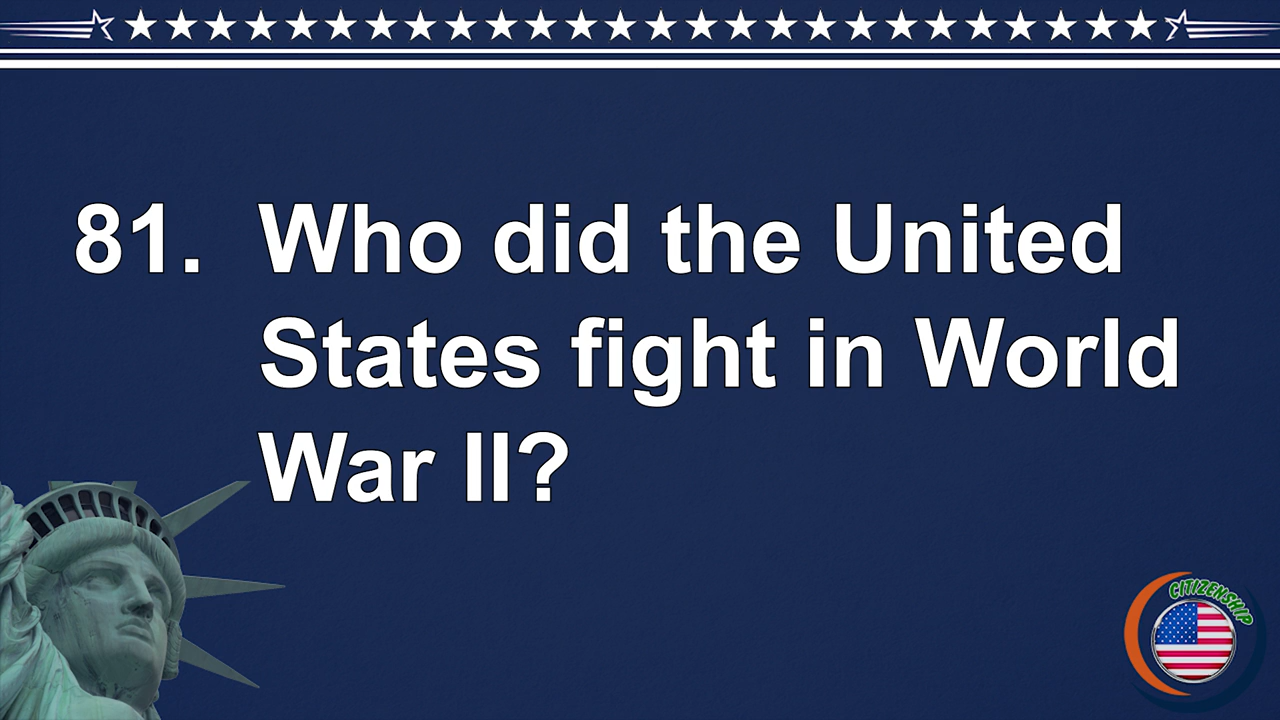 81. Who did the United
States fight in World
War II?
CITIZENSHIP